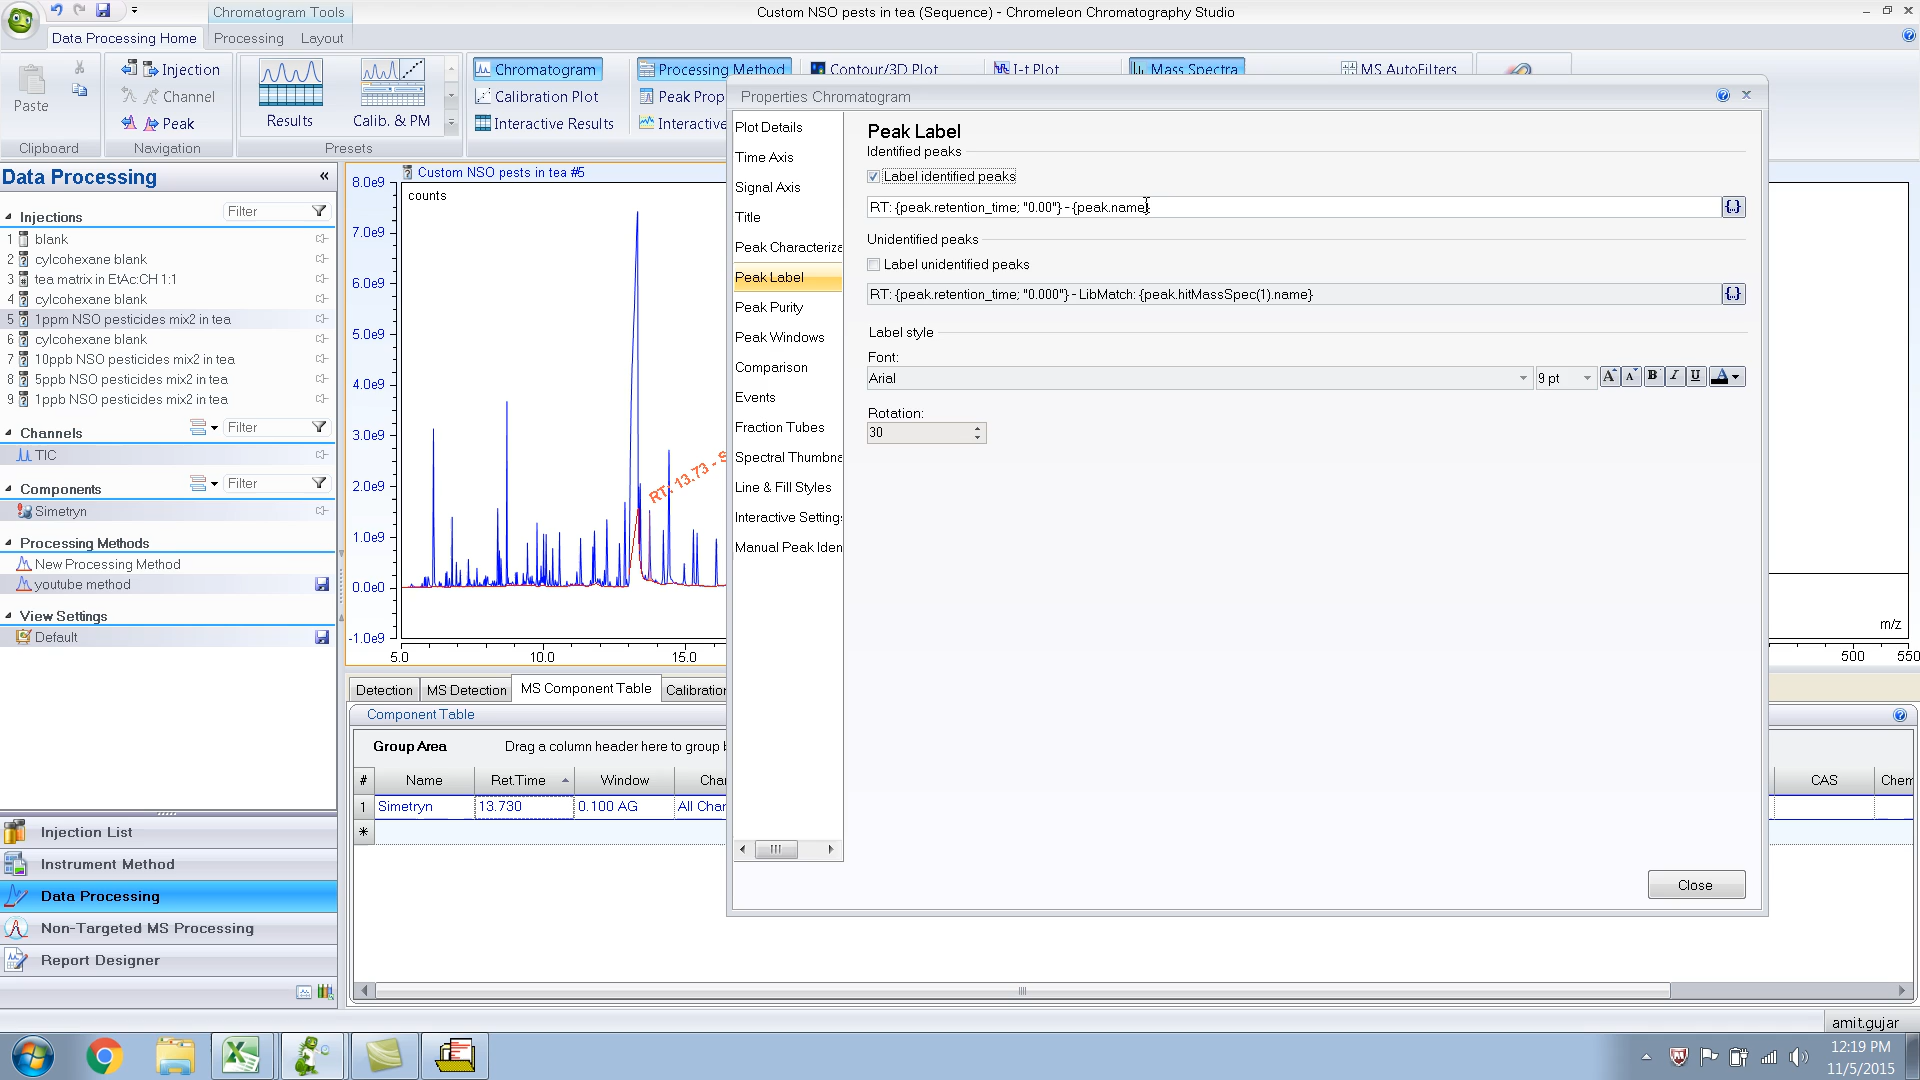 Chromatogram Tools
Custom NSO pests in tea (Sequence) - Chromeleon Chromatography Studio
Data Processing Home
Processing
Layout
Paste
Injection
Channel
Peak
Clipboard
Navigation
Results
Calib. & PM
Presets
Chromatogram
Calibration Plot
Interactive Results
Processing Method
Peak Prop
Interactive
Contour/3D Plot
I-t Plot
Mass Spectra
MS AutoFilters
Data Processing
Injections
Filter
1 blank
2 cylcohexane blank
3 tea matrix in EtAc:CH 1:1
4 cylcohexane blank
5 1ppm NSO pesticides mix2 in tea
6 cylcohexane blank
7 10ppb NSO pesticides mix2 in tea
8 5ppb NSO pesticides mix2 in tea
9 1ppb NSO pesticides mix2 in tea
Channels
Filter
TIC
Components
Filter
Simetryn
Processing Methods
New Processing Method
youtube method
View Settings
Default
Injection List
Instrument Method
Data Processing
Non-Targeted MS Processing
Report Designer
Custom NSO pests in tea #5
counts
8.0e9
7.0e9
6.0e9
5.0e9
4.0e9
3.0e9
2.0e9
1.0e9
0.0e0
-1.0e9
5.0
10.0
15.0
RT: 13.73 - S
Properties Chromatogram
Plot Details
Time Axis
Signal Axis
Title
Peak Characteriza
Peak Label
Peak Purity
Peak Windows
Comparison
Events
Fraction Tubes
Spectral Thumbna
Line & Fill Styles
Interactive Settings
Manual Peak Iden
Peak Label
Identified peaks
Label identified peaks
RT: {peak.retention_time; "0.00"} - {peak.name}
Unidentified peaks
Label unidentified peaks
RT: {peak.retention_time; "0.000"} - LibMatch: {peak.hitMassSpec(1).name}
Label style
Font:
Arial
9 pt
Rotation:
30
Close
m/z
500
550
Detection
MS Detection
MS Component Table
Calibration
Component Table
Group Area
Drag a column header here to group b
# Name Ret.Time Window Chan
CAS
Chem
1 Simetryn 13.730 0.100 AG All Char
amit.gujar
12:19 PM
11/5/2015